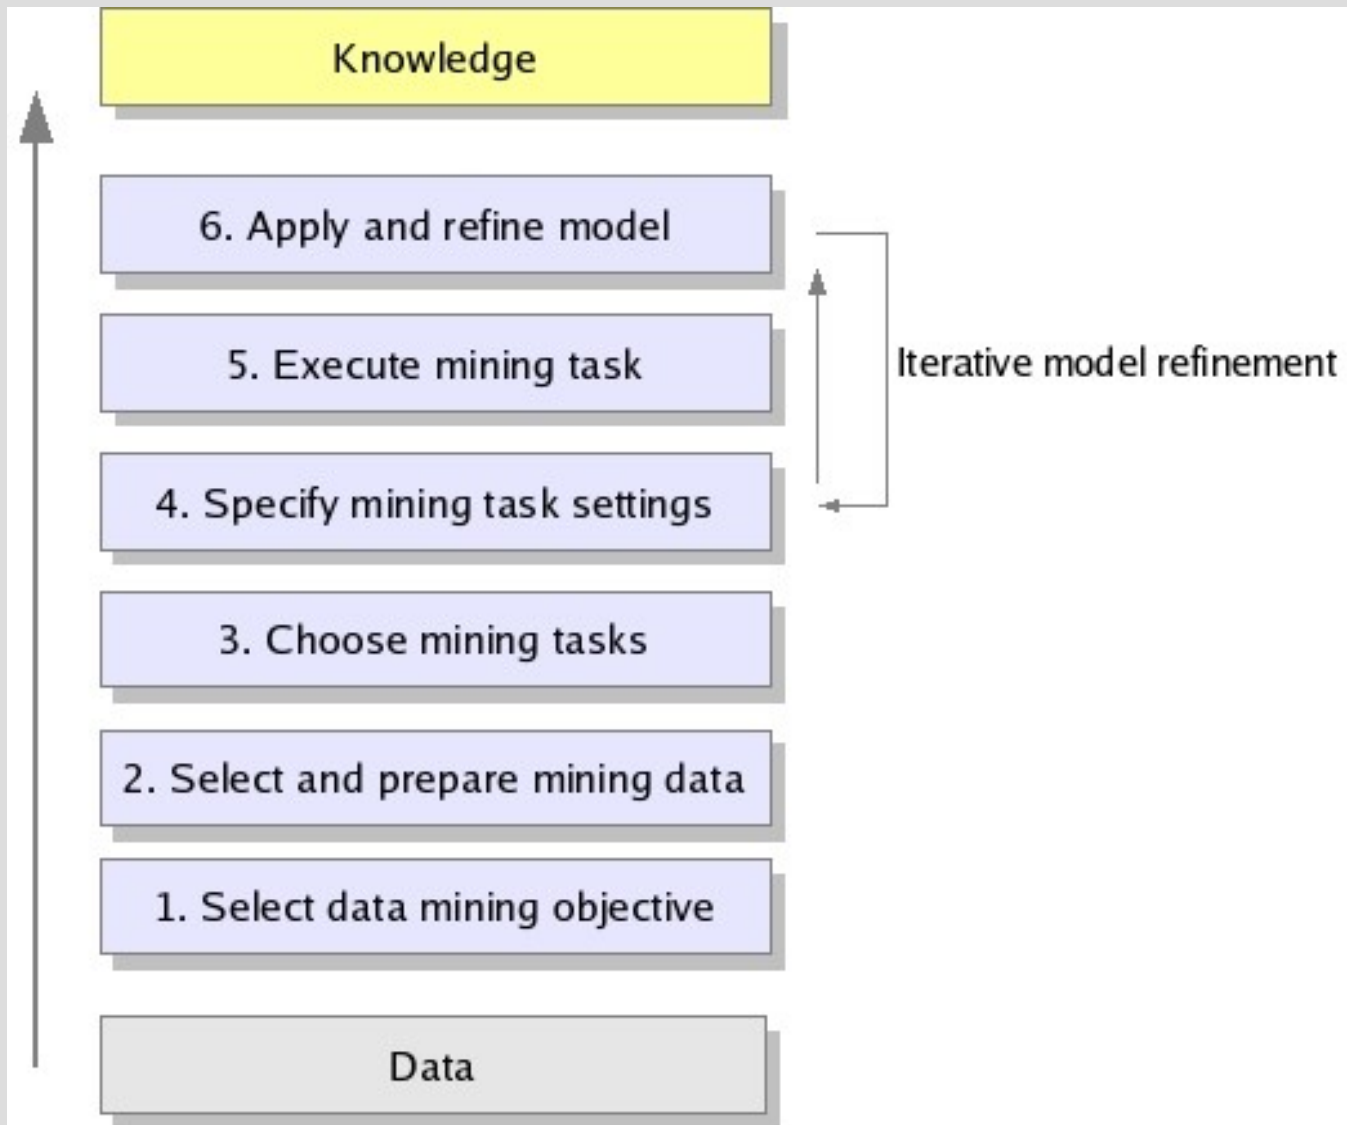 Knowledge
6. Apply and refine model
5. Execute mining task
Iterative model refinement
4. Specify mining task settings
3. Choose mining tasks
2. Select and prepare mining data
1. Select data mining objective
Data